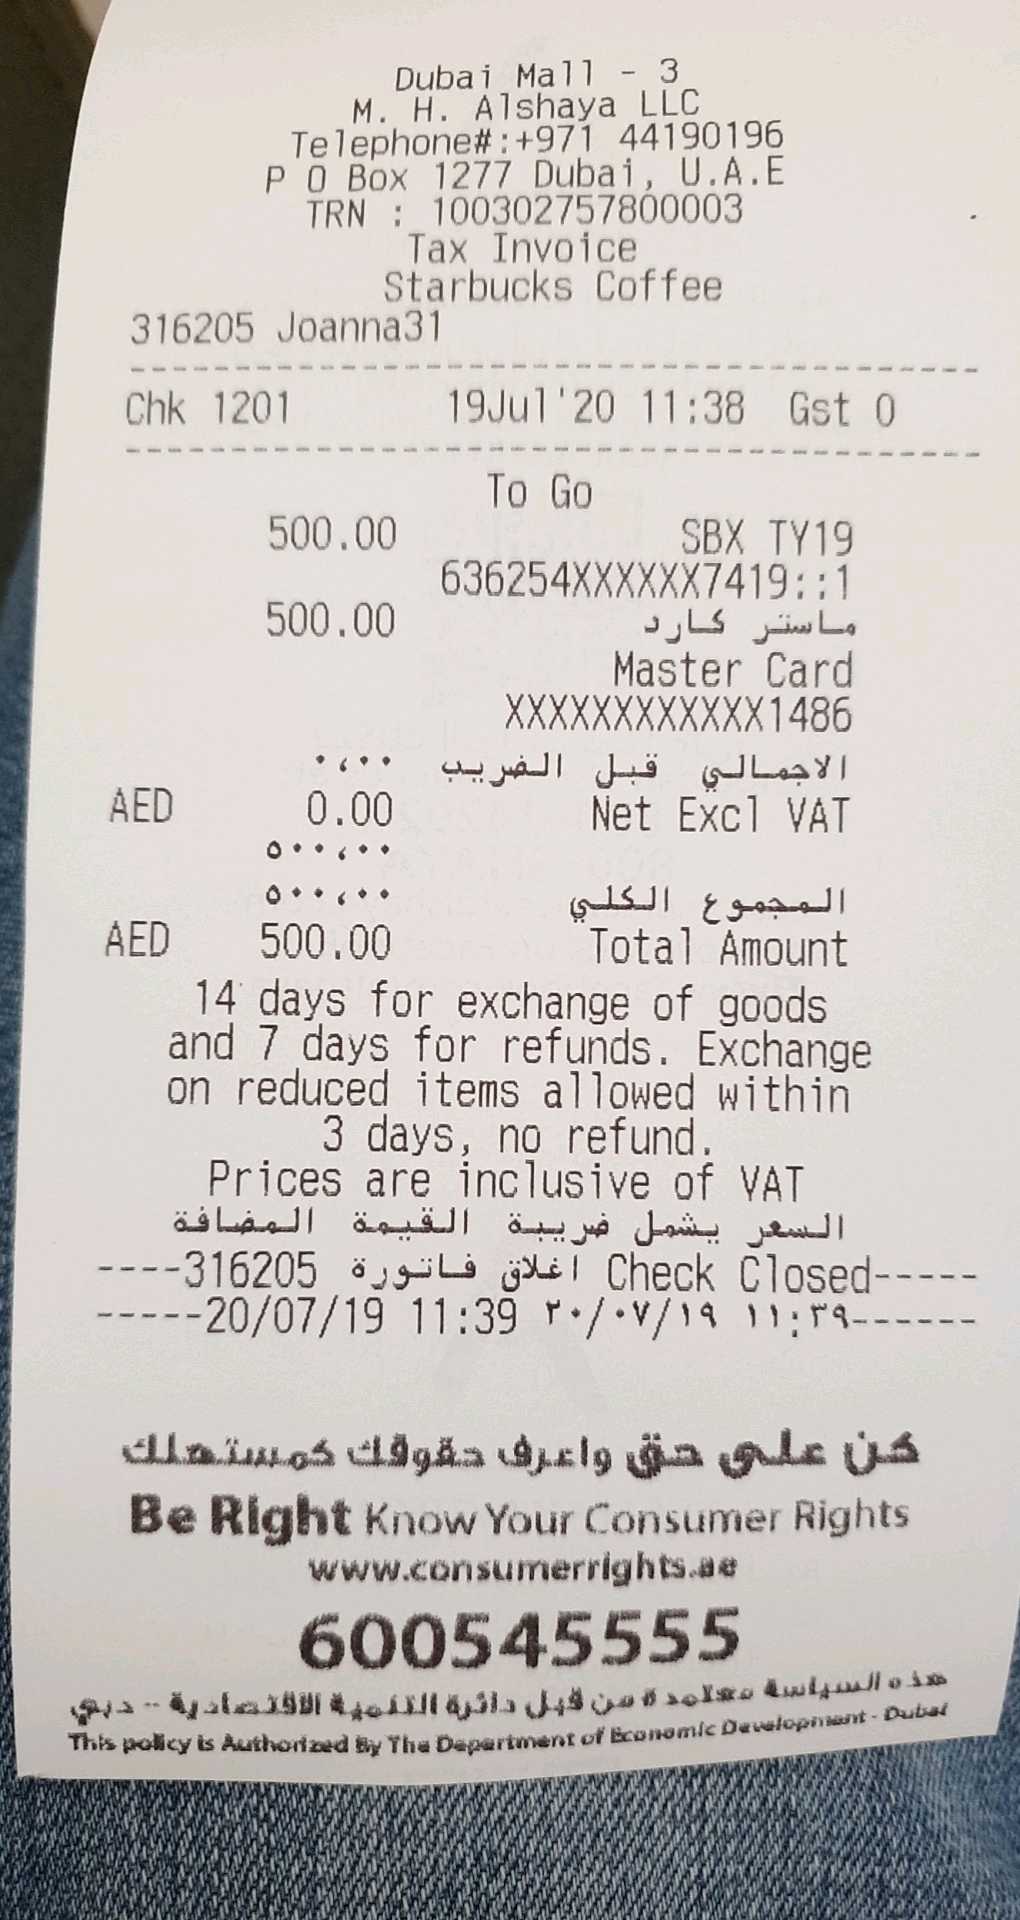 Dubai Mall - 3
M. H. Alshaya LLC
Telephone#:+971 44190196
P O Box 1277 Dubai, U.A.E
TRN : 100302757800003
Tax Invoice
Starbucks Coffee
316205 Joanna31
Chk 1201 19Jul'20 11:38 Gst 0
To Go
500.00 SBX TY19
636254XXXXXX7419::1
500.00 ماستر كارد
Master Card
XXXXXXXXXXXX1486
٠،٠٠ الاجمالي قبل الضريب
AED 0.00 Net Excl VAT
٥٠٠،٠٠
٥٠٠،٠٠ المجموع الكلي
AED 500.00 Total Amount
14 days for exchange of goods
and 7 days for refunds. Exchange
on reduced items allowed within
3 days, no refund.
Prices are inclusive of VAT
السعر يشمل ضريبة القيمة المضافة
----316205 اغلاق فاتورة Check Closed-----
-----20/07/19 11:39 ٢٠/٠٧/١٩ ١١:٣٩------
كن على حق واعرف حقوقك كمستهلك
Be Right Know Your Consumer Rights
www.consumerrights.ae
600545555
هذه السياسة معتمدة من قبل دائرة التنمية الاقتصادية -- دبي
This policy is Authorized By The Department of Economic Development - Dubai